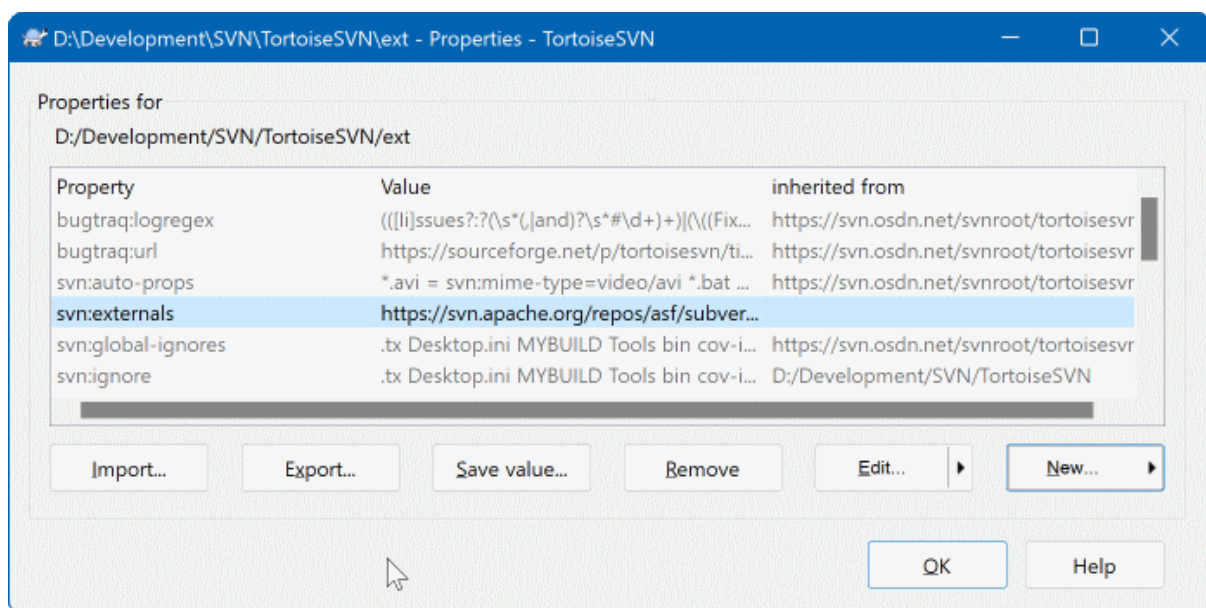 D:\Development\SVN\TortoiseSVN\ext - Properties - TortoiseSVN
Properties for
D:/Development/SVN/TortoiseSVN/ext
Property Value inherited from
bugtraq:logregex (([Ii]ssues?:?(\s*(,|and)?\s*#\d+)+)|(\((Fix... https://svn.osdn.net/svnroot/tortoisesvr
bugtraq:url https://sourceforge.net/p/tortoisesvn/ti... https://svn.osdn.net/svnroot/tortoisesvr
svn:auto-props *.avi = svn:mime-type=video/avi *.bat ... https://svn.osdn.net/svnroot/tortoisesvr
svn:externals https://svn.apache.org/repos/asf/subver...
svn:global-ignores .tx Desktop.ini MYBUILD Tools bin cov-i... https://svn.osdn.net/svnroot/tortoisesvr
svn:ignore .tx Desktop.ini MYBUILD Tools bin cov-i... D:/Development/SVN/TortoiseSVN
Import... Export... Save value... Remove Edit... New...
OK Help